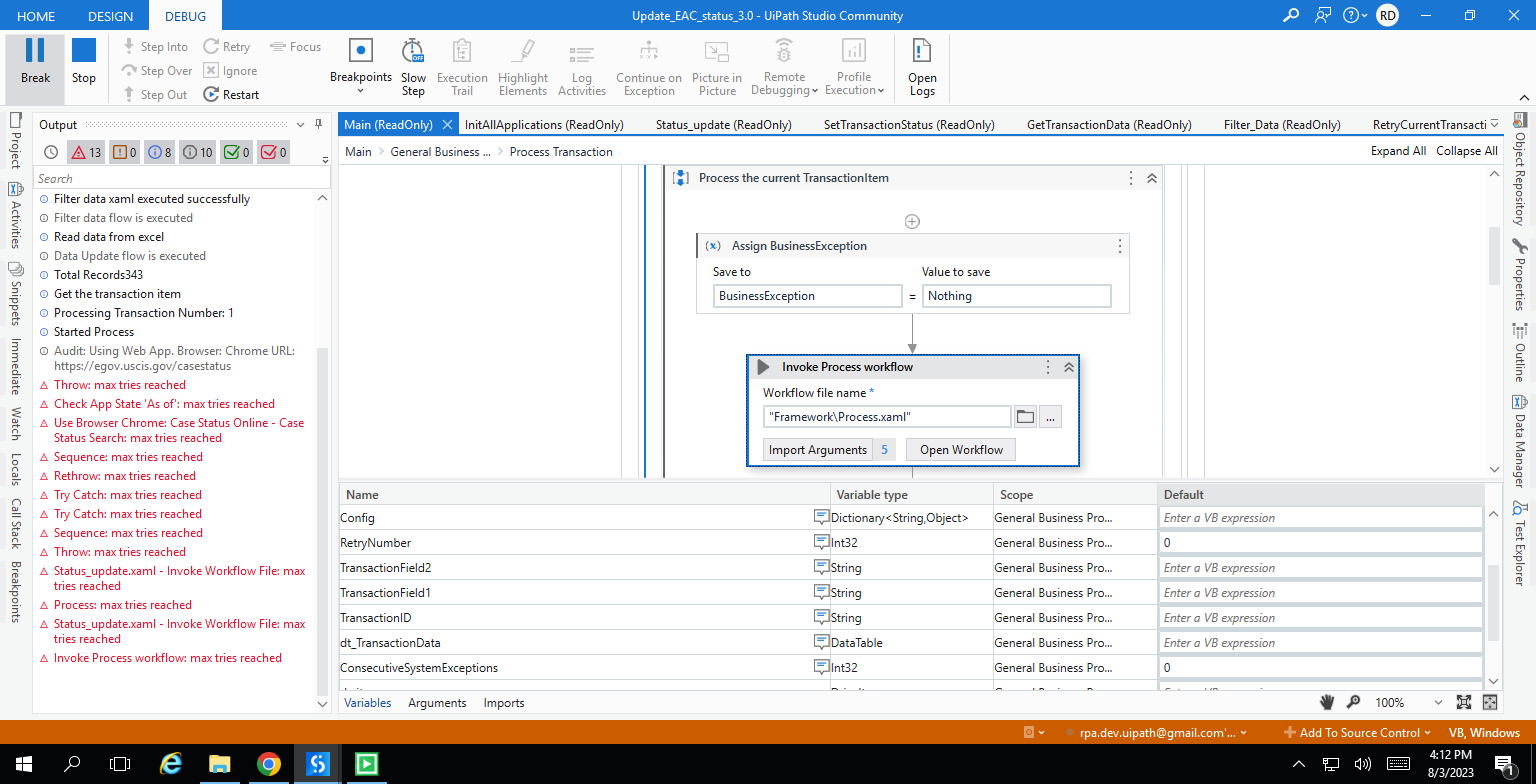 HOME DESIGN DEBUG
Update_EAC_status_3.0 - UiPath Studio Community
RD
Break
Stop
Step Into
Step Over
Step Out
Retry
Ignore
Restart
Focus
Breakpoints
Slow
Step
OFF
Execution
Trail
Highlight
Elements
Log
Activities
Continue on
Exception
Picture in
Picture
Remote
Debugging
Profile
Execution
Open
Logs
Project
Activities
Snippets
Immediate
Watch
Locals
Call Stack
Breakpoints
Output
13 0 8 10 0 0
Search
Filter data xaml executed successfully
Filter data flow is executed
Read data from excel
Data Update flow is executed
Total Records343
Get the transaction item
Processing Transaction Number: 1
Started Process
Audit: Using Web App. Browser: Chrome URL:
https://egov.uscis.gov/casestatus
Throw: max tries reached
Check App State 'As of': max tries reached
Use Browser Chrome: Case Status Online - Case
Status Search: max tries reached
Sequence: max tries reached
Rethrow: max tries reached
Try Catch: max tries reached
Try Catch: max tries reached
Sequence: max tries reached
Throw: max tries reached
Status_update.xaml - Invoke Workflow File: max
tries reached
Process: max tries reached
Status_update.xaml - Invoke Workflow File: max
tries reached
Invoke Process workflow: max tries reached
Main (ReadOnly) InitAllApplications (ReadOnly) Status_update (ReadOnly) SetTransactionStatus (ReadOnly) GetTransactionData (ReadOnly) Filter_Data (ReadOnly) RetryCurrentTransacti
Main > General Business ... > Process Transaction
Expand All Collapse All
Process the current TransactionItem
(x) Assign BusinessException
Save to Value to save
BusinessException = Nothing
Invoke Process workflow
Workflow file name *
"Framework\Process.xaml" ...
Import Arguments 5 Open Workflow
Name Variable type Scope Default
Config Dictionary<String,Object> General Business Pro... Enter a VB expression
RetryNumber Int32 General Business Pro... 0
TransactionField2 String General Business Pro... Enter a VB expression
TransactionField1 String General Business Pro... Enter a VB expression
TransactionID String General Business Pro... Enter a VB expression
dt_TransactionData DataTable General Business Pro... Enter a VB expression
ConsecutiveSystemExceptions Int32 General Business Pro... 0
Variables Arguments Imports
100%
Object Repository
Properties
Outline
Data Manager
Test Explorer
rpa.dev.uipath@gmail.com'... Add To Source Control VB, Windows
4:12 PM
8/3/2023
1